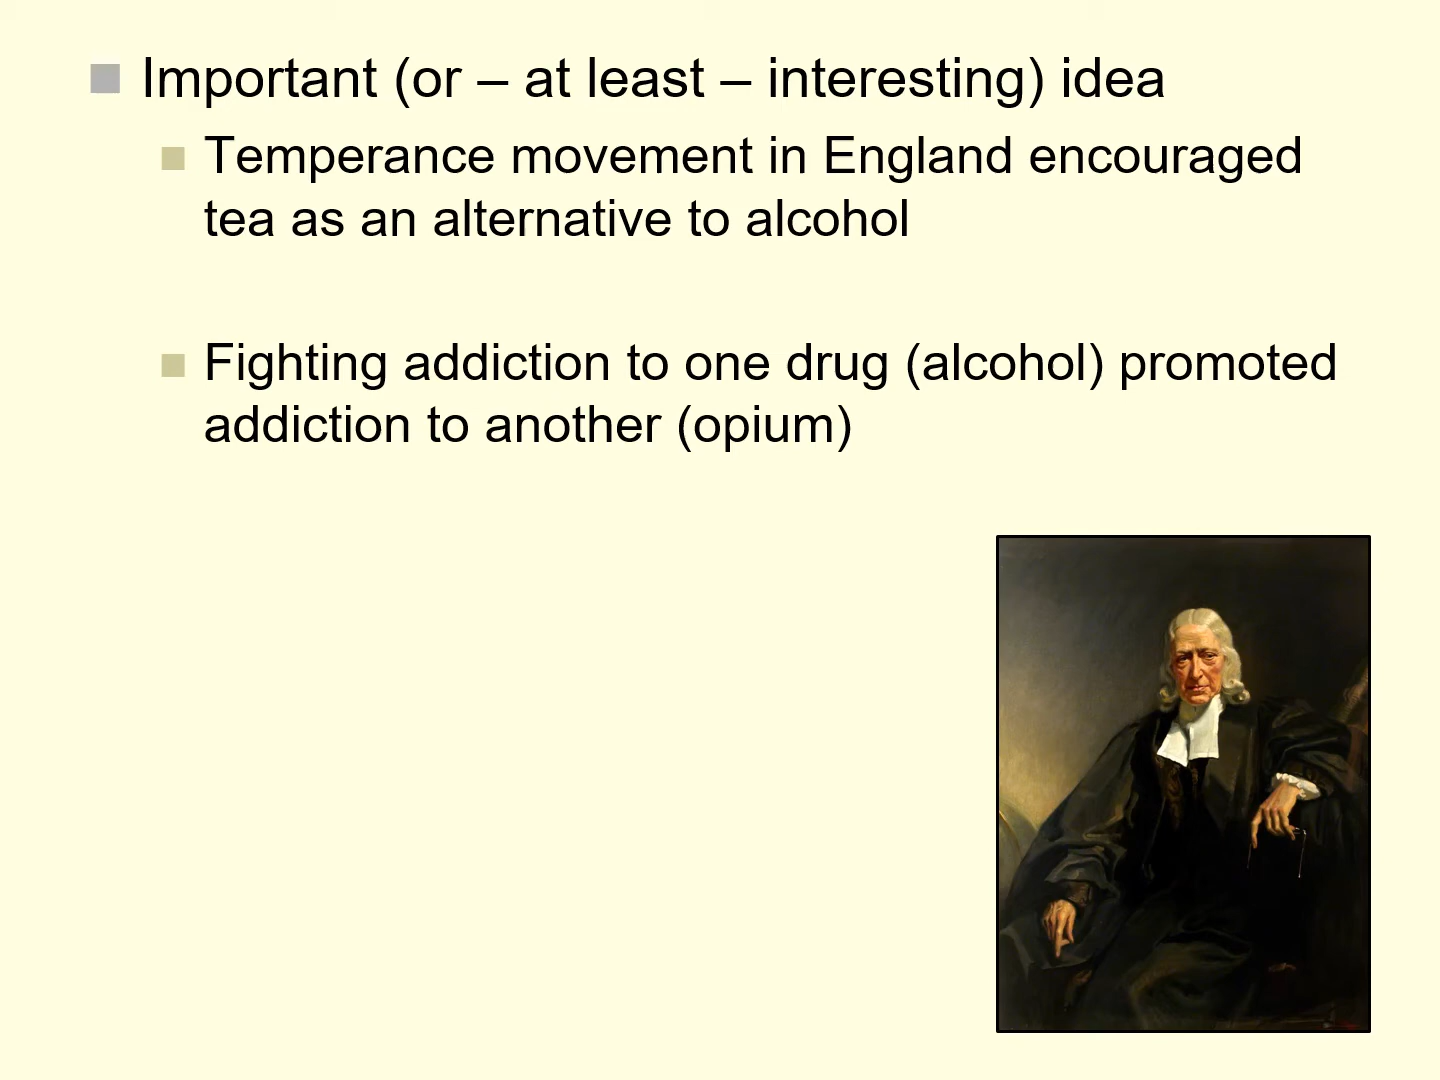 Important (or – at least – interesting) idea
Temperance movement in England encouraged
tea as an alternative to alcohol
Fighting addiction to one drug (alcohol) promoted
addiction to another (opium)